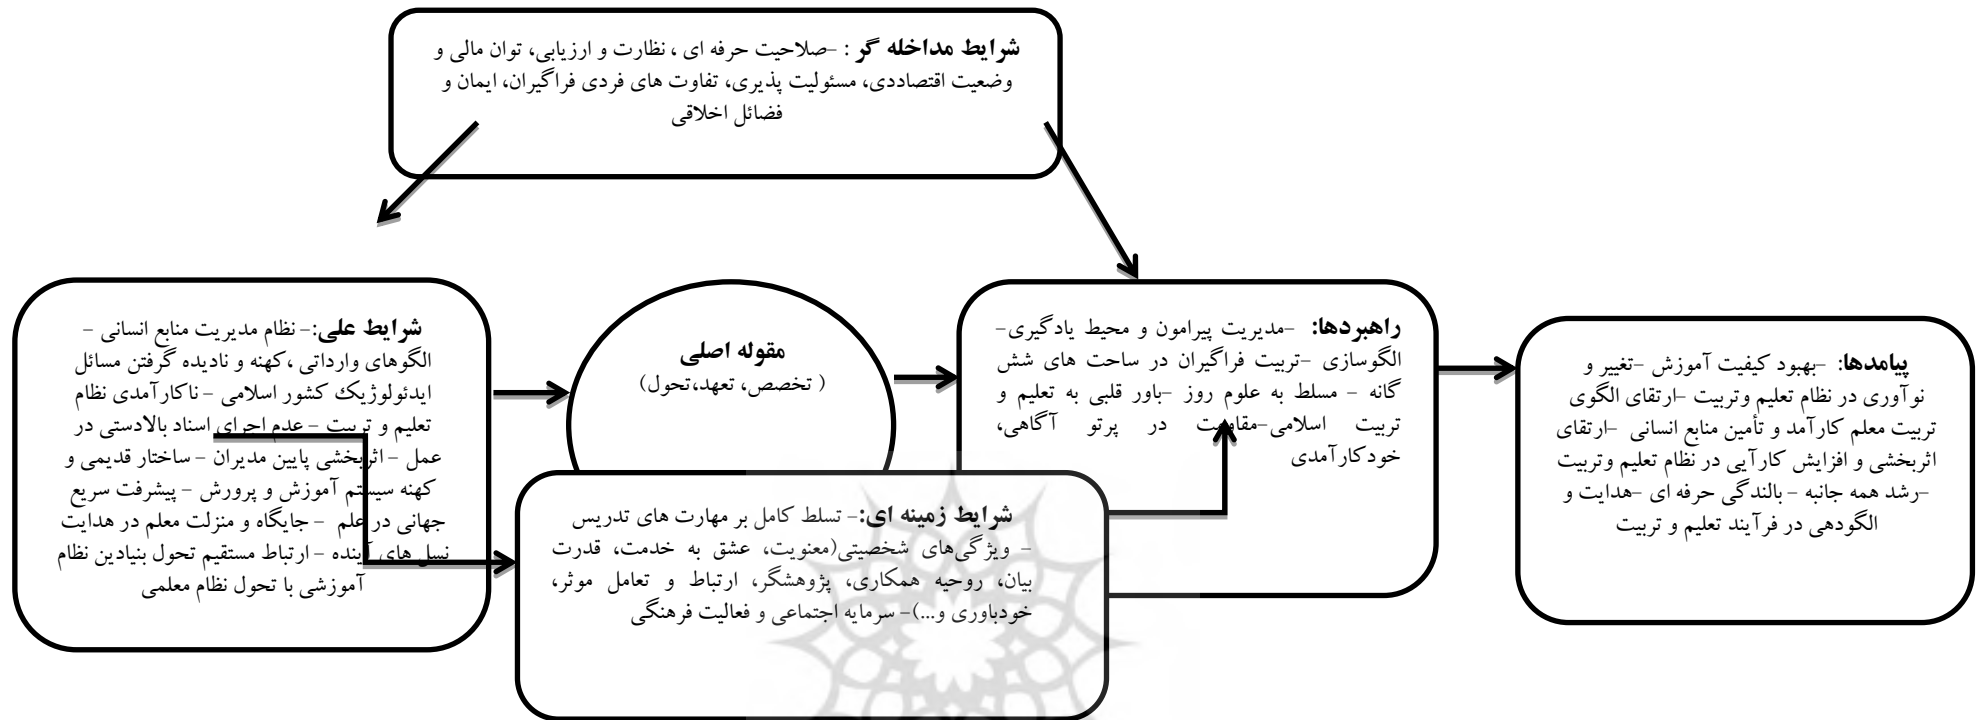 شرایط مداخله گر : -صلاحیت حرفه ای ، نظارت و ارزیابی، توان مالی و
وضعیت اقتصاددی، مسئولیت پذیری، تفاوت های فردی فراگیران، ایمان و
فضائل اخلاقی
شرایط علی:- نظام مدیریت منابع انسانی -
الگوهای وارداتی ،کهنه و نادیده گرفتن مسائل
ایدئولوژیک کشور اسلامی - ناکارآمدی نظام
تعلیم و تربیت - عدم اجرای اسناد بالادستی در
عمل - اثربخشی پایین مدیران - ساختار قدیمی و
کهنه سیستم آموزش و پرورش - پیشرفت سریع
جهانی در علم - جایگاه و منزلت معلم در هدایت
نسل های آینده - ارتباط مستقیم تحول بنیادین نظام
آموزشی با تحول نظام معلمی
مقوله اصلی
( تخصص، تعهد،تحول)
شرایط زمینه ای:- تسلط کامل بر مهارت های تدریس
- ویژگی‌های شخصیتی(معنویت، عشق به خدمت، قدرت
بیان، روحیه همکاری، پژوهشگر، ارتباط و تعامل موثر،
خودباوری و...)- سرمایه اجتماعی و فعالیت فرهنگی
راهبردها: -مدیریت پیرامون و محیط یادگیری-
الگوسازی -تربیت فراگیران در ساحت های شش
گانه - مسلط به علوم روز -باور قلبی به تعلیم و
تربیت اسلامی-مقاومت در پرتو آگاهی،
خودکارآمدی
پیامدها: -بهبود کیفیت آموزش -تغییر و
نوآوری در نظام تعلیم وتربیت -ارتقای الگوی
تربیت معلم کارآمد و تأمین منابع انسانی -ارتقای
اثربخشی و افزایش کارآیی در نظام تعلیم وتربیت
-رشد همه جانبه - بالندگی حرفه ای -هدایت و
الگودهی در فرآیند تعلیم و تربیت